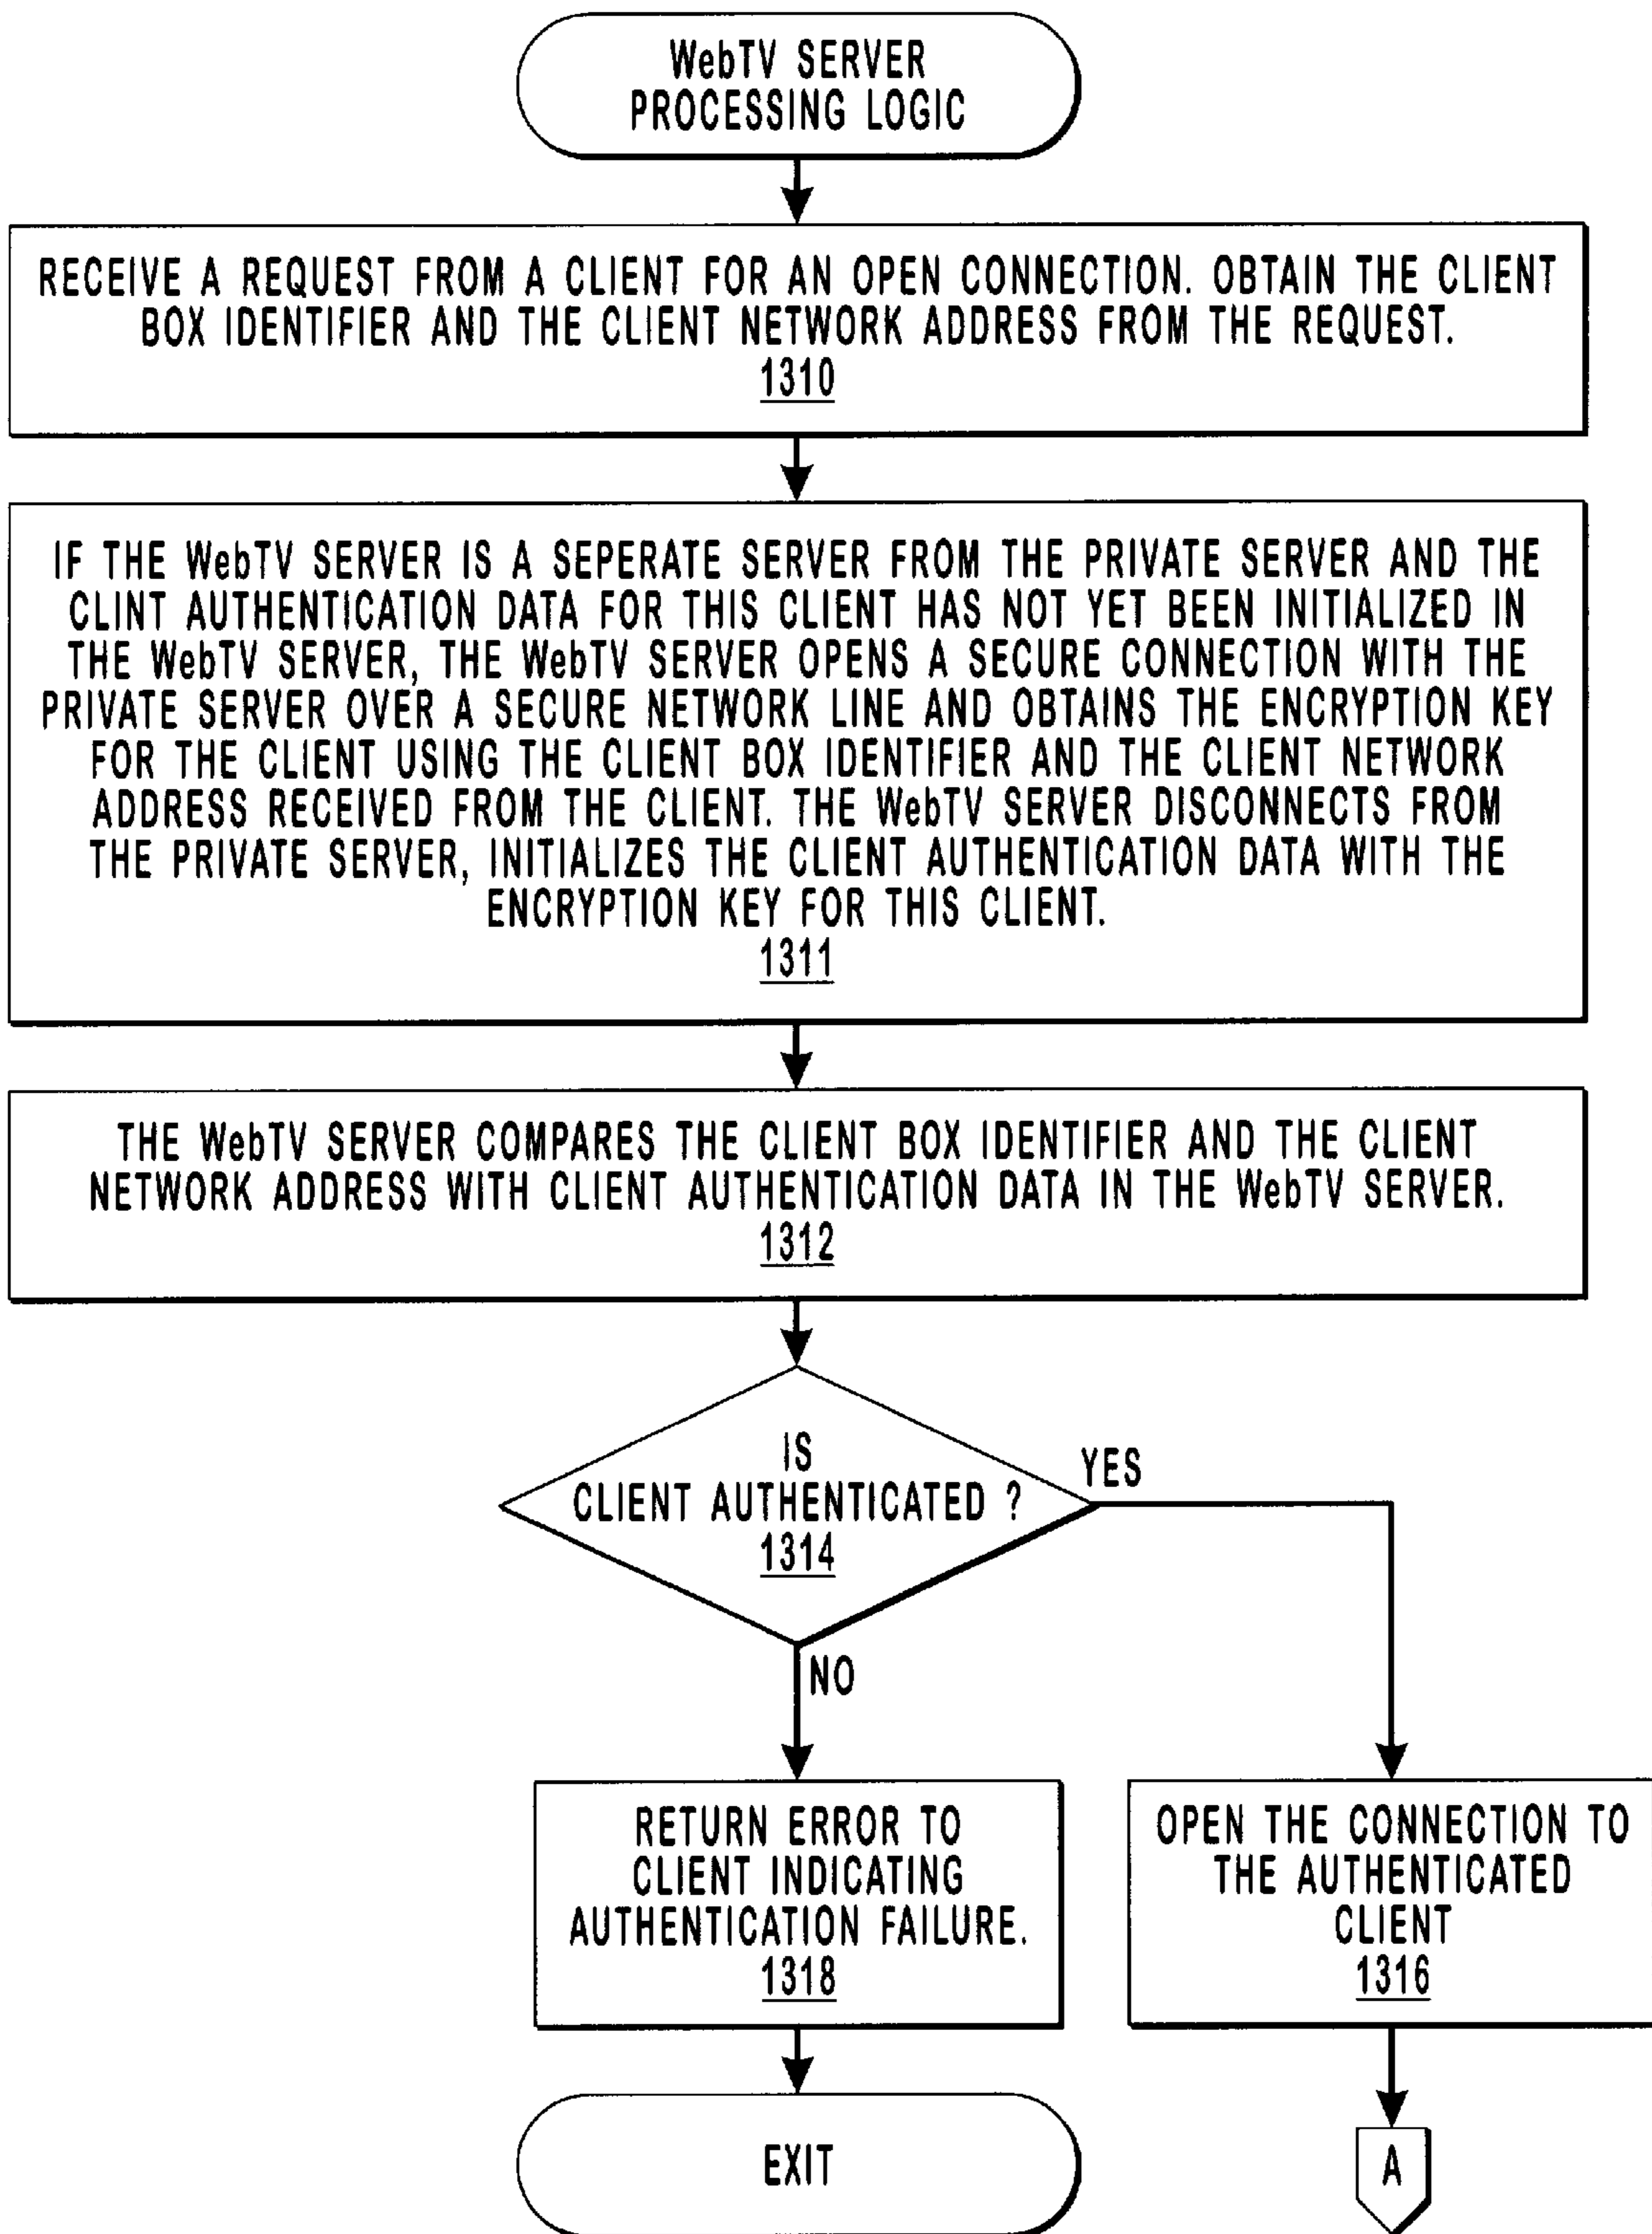 WebTV SERVER
PROCESSING LOGIC
RECEIVE A REQUEST FROM A CLIENT FOR AN OPEN CONNECTION. OBTAIN THE CLIENT
BOX IDENTIFIER AND THE CLIENT NETWORK ADDRESS FROM THE REQUEST.
1310
IF THE WebTV SERVER IS A SEPERATE SERVER FROM THE PRIVATE SERVER AND THE
CLINT AUTHENTICATION DATA FOR THIS CLIENT HAS NOT YET BEEN INITIALIZED IN
THE WebTV SERVER, THE WebTV SERVER OPENS A SECURE CONNECTION WITH THE
PRIVATE SERVER OVER A SECURE NETWORK LINE AND OBTAINS THE ENCRYPTION KEY
FOR THE CLIENT USING THE CLIENT BOX IDENTIFIER AND THE CLIENT NETWORK
ADDRESS RECEIVED FROM THE CLIENT. THE WebTV SERVER DISCONNECTS FROM
THE PRIVATE SERVER, INITIALIZES THE CLIENT AUTHENTICATION DATA WITH THE
ENCRYPTION KEY FOR THIS CLIENT.
1311
THE WebTV SERVER COMPARES THE CLIENT BOX IDENTIFIER AND THE CLIENT
NETWORK ADDRESS WITH CLIENT AUTHENTICATION DATA IN THE WebTV SERVER.
1312
IS
CLIENT AUTHENTICATED ?
1314
YES
NO
RETURN ERROR TO
CLIENT INDICATING
AUTHENTICATION FAILURE.
1318
OPEN THE CONNECTION TO
THE AUTHENTICATED
CLIENT
1316
EXIT
A